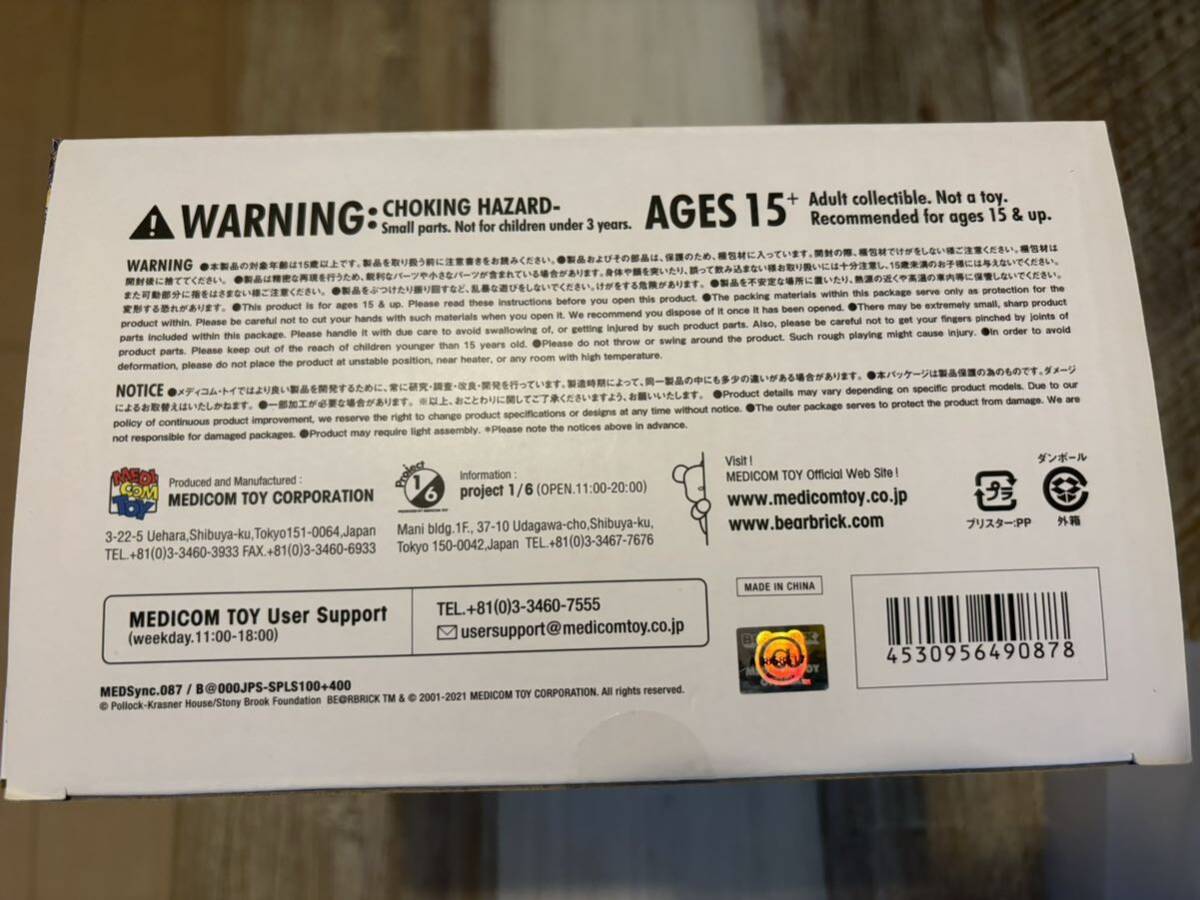 WARNING: CHOKING HAZARD-
Small parts. Not for children under 3 years.
AGES 15+ Adult collectible. Not a toy.
Recommended for ages 15 & up.
WARNING ●本製品の対象年齢は15歳以上です。製品を取り扱う前に注意書きをお読みください。●製品およびその部品は、保護のため、梱包材に入っています。開封の際、梱包材でけがをしない様ご注意ください。梱包材は
開封後に捨ててください。●製品は精密な再現を行うため、鋭利なパーツや小さなパーツが含まれている場合があります。身体や顔を突いたり、誤って飲み込まない様お取り扱いには十分注意し、15歳未満のお子様には与えないでください。
また可動部分に指をはさまない様ご注意ください。●製品をぶつけたり振り回すなど、乱暴な遊びをしないでください。けがをする危険があります。●製品を不安定な場所に置いたり、熱源の近くや高温の車内等に保管しないでください。
変形する恐れがあります。●This product is for ages 15 & up. Please read these instructions before you open this product. ●The packing materials within this package serve only as protection for the
product within. Please be careful not to cut your hands with such materials when you open it. We recommend you dispose of it once it has been opened. ●There may be extremely small, sharp product
parts included within this package. Please handle it with due care to avoid swallowing of, or getting injured by such product parts. Also, please be careful not to get your fingers pinched by joints of
product parts. Please keep out of the reach of children younger than 15 years old. ●Please do not throw or swing around the product. Such rough playing might cause injury. ●In order to avoid
deformation, please do not place the product at unstable position, near heater, or any room with high temperature.
NOTICE ●メディコム・トイではより良い製品を開発するために、常に研究・調査・改良・開発を行っています。製造時期によって、同一製品の中にも多少の違いがある場合があります。●本パッケージは製品保護の為のものです。ダメージ
によるお取替えはいたしかねます。●一部加工が必要な場合があります。※以上、おことわりに関してご了承くださいますよう、お願いいたします。●Product details may vary depending on specific product models. Due to our
policy of continuous product improvement, we reserve the right to change product specifications or designs at any time without notice. ●The outer package serves to protect the product from damage. We are
not responsible for damaged packages. ●Product may require light assembly. *Please note the notices above in advance.
MEDI
COM
TOY
Produced and Manufactured :
MEDICOM TOY CORPORATION
3-22-5 Uehara,Shibuya-ku,Tokyo151-0064,Japan
TEL.+81(0)3-3460-3933 FAX.+81(0)3-3460-6933
Project
1/6
Information :
project 1/6 (OPEN.11:00-20:00)
Mani bldg.1F., 37-10 Udagawa-cho,Shibuya-ku,
Tokyo 150-0042,Japan TEL.+81(0)3-3467-7676
Visit !
MEDICOM TOY Official Web Site !
www.medicomtoy.co.jp
www.bearbrick.com
プラ
ブリスター:PP
ダンボール
外箱
MEDICOM TOY User Support
(weekday.11:00-18:00)
TEL.+81(0)3-3460-7555
usersupport@medicomtoy.co.jp
MADE IN CHINA
4530956490878
MEDSync.087 / B@000JPS-SPLS100+400
© Pollock-Krasner House/Stony Brook Foundation BE@RBRICK TM & © 2001-2021 MEDICOM TOY CORPORATION. All rights reserved.